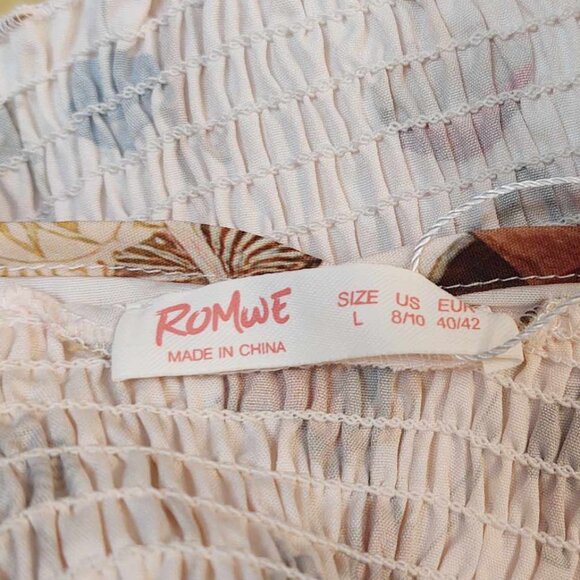 ROMWE
MADE IN CHINA
SIZE US EUR
L 8/10 40/42